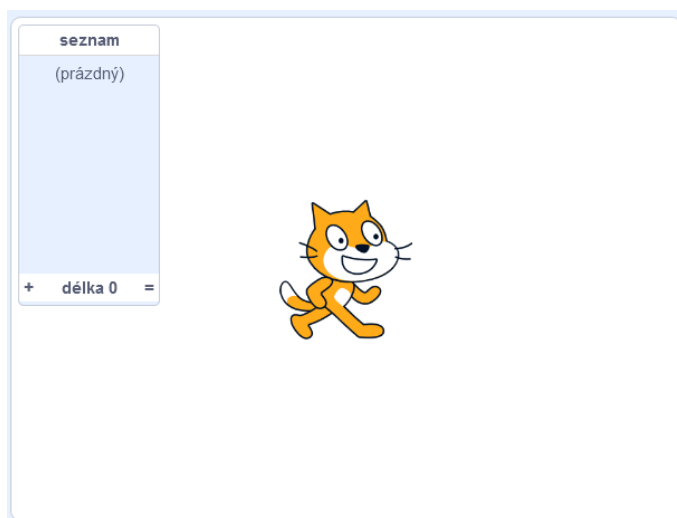 seznam
(prázdný)
+ délka 0 =